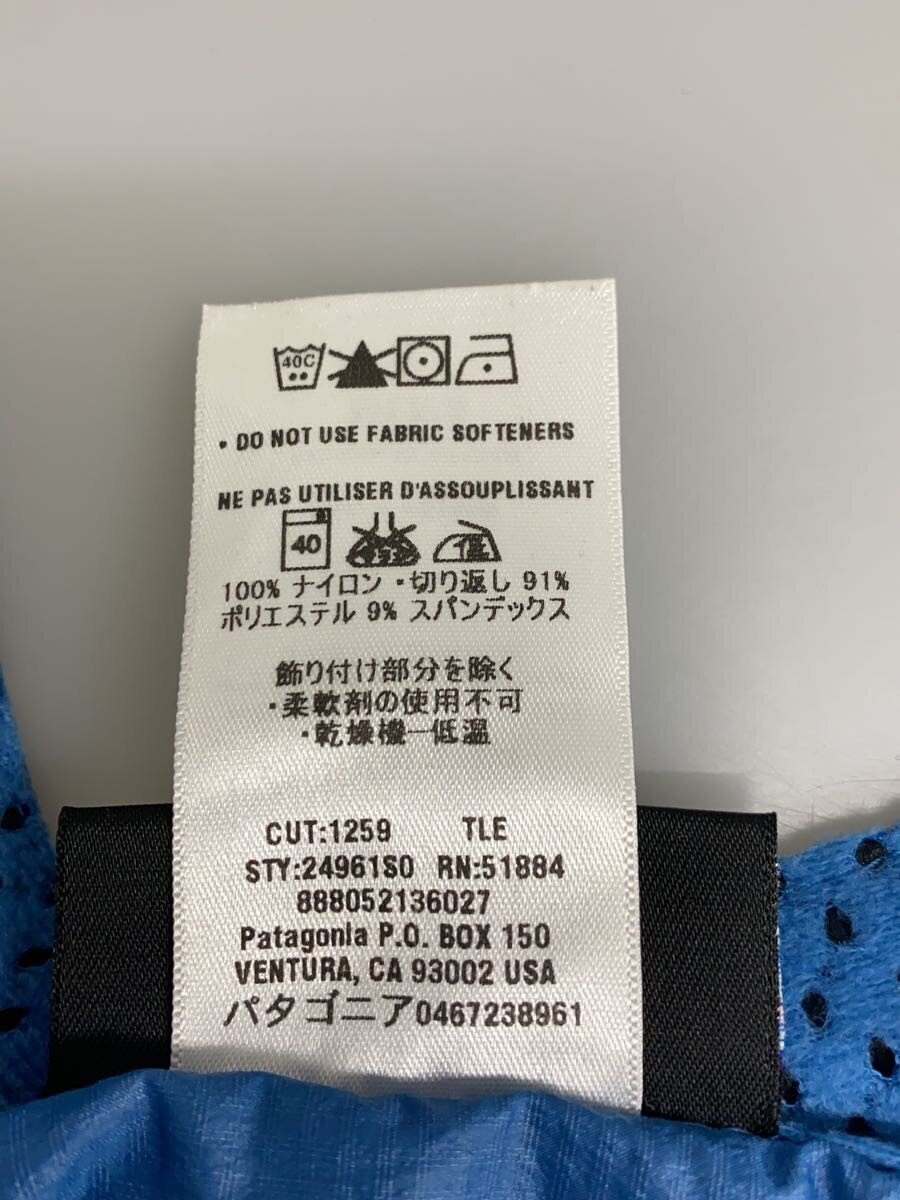 40C
• DO NOT USE FABRIC SOFTENERS
NE PAS UTILISER D'ASSOUPLISSANT
40
100% ナイロン ・切り返し 91%
ポリエステル 9% スパンデックス
飾り付け部分を除く
・柔軟剤の使用不可
・乾燥機一低温
CUT:1259 TLE
STY:24961S0 RN:51884
888052136027
Patagonia P.O. BOX 150
VENTURA, CA 93002 USA
パタゴニア0467238961